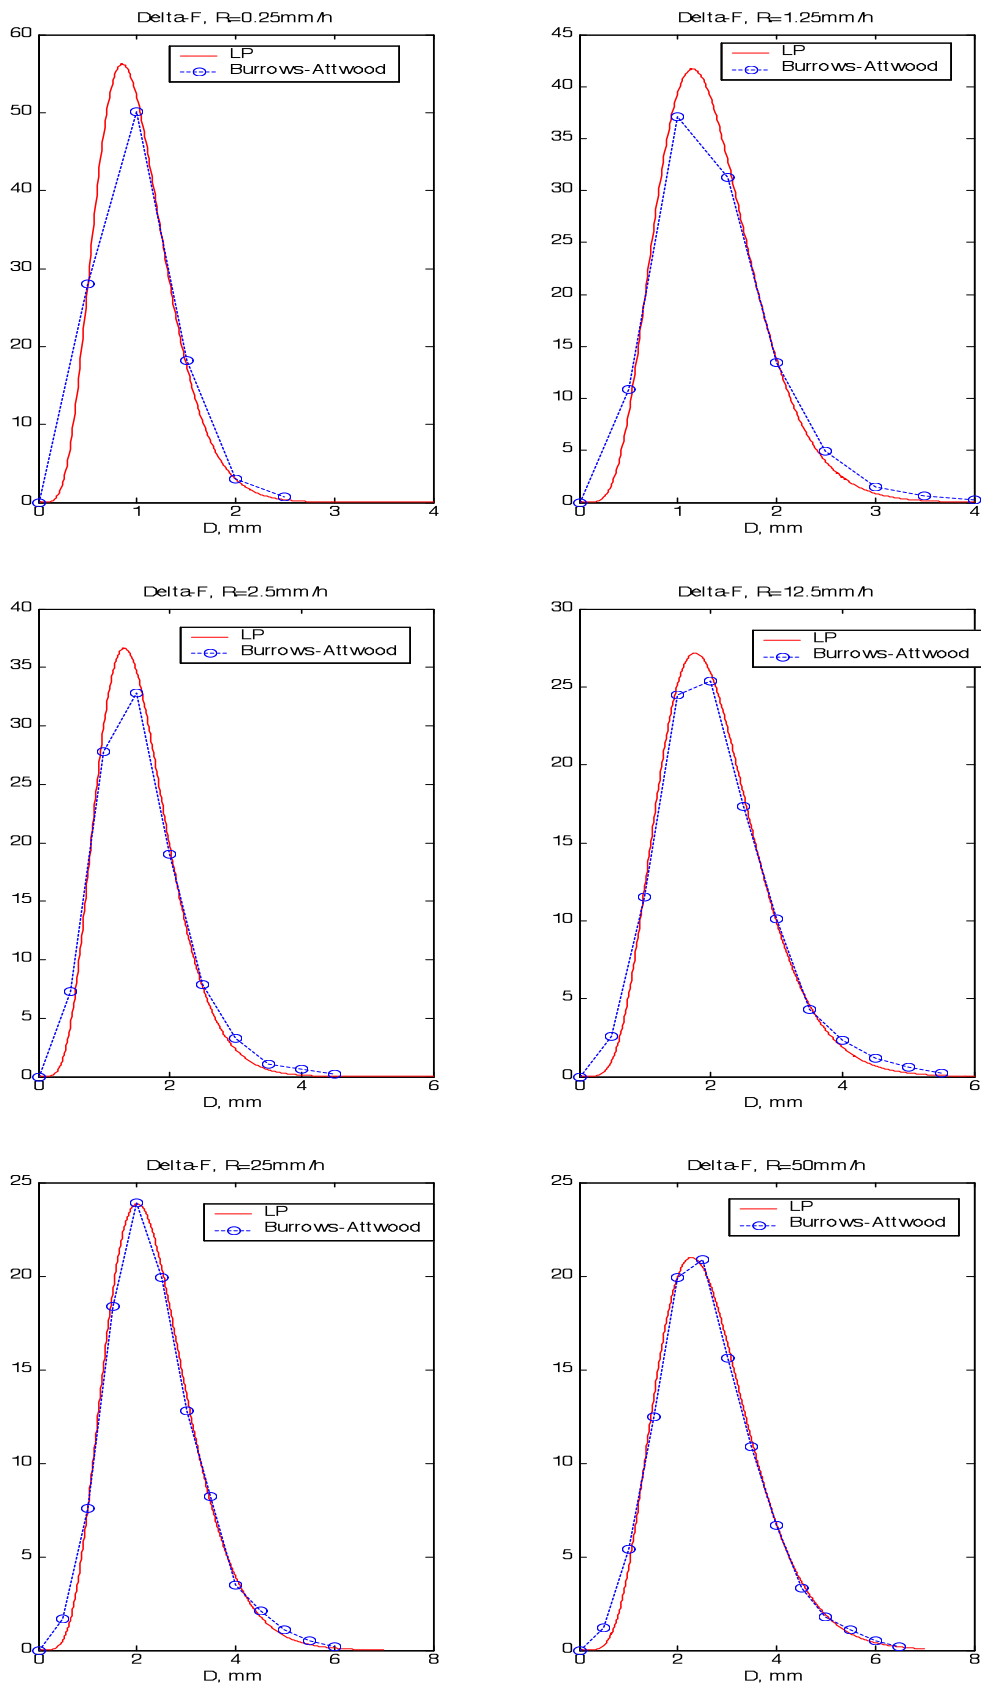 Delta-F, R=0.25mm/h
LP
Burrows-Attwood
60
50
40
30
20
10
0
0 1 2 3 4
D, mm
Delta-F, R=1.25mm/h
LP
Burrows-Attwood
45
40
35
30
25
20
15
10
5
0
0 1 2 3 4
D, mm
Delta-F, R=2.5mm/h
LP
Burrows-Attwood
40
35
30
25
20
15
10
5
0
0 2 4 6
D, mm
Delta-F, R=12.5mm/h
LP
Burrows-Attwood
30
25
20
15
10
5
0
0 2 4 6
D, mm
Delta-F, R=25mm/h
LP
Burrows-Attwood
25
20
15
10
5
0
0 2 4 6 8
D, mm
Delta-F, R=50mm/h
LP
Burrows-Attwood
25
20
15
10
5
0
0 2 4 6 8
D, mm